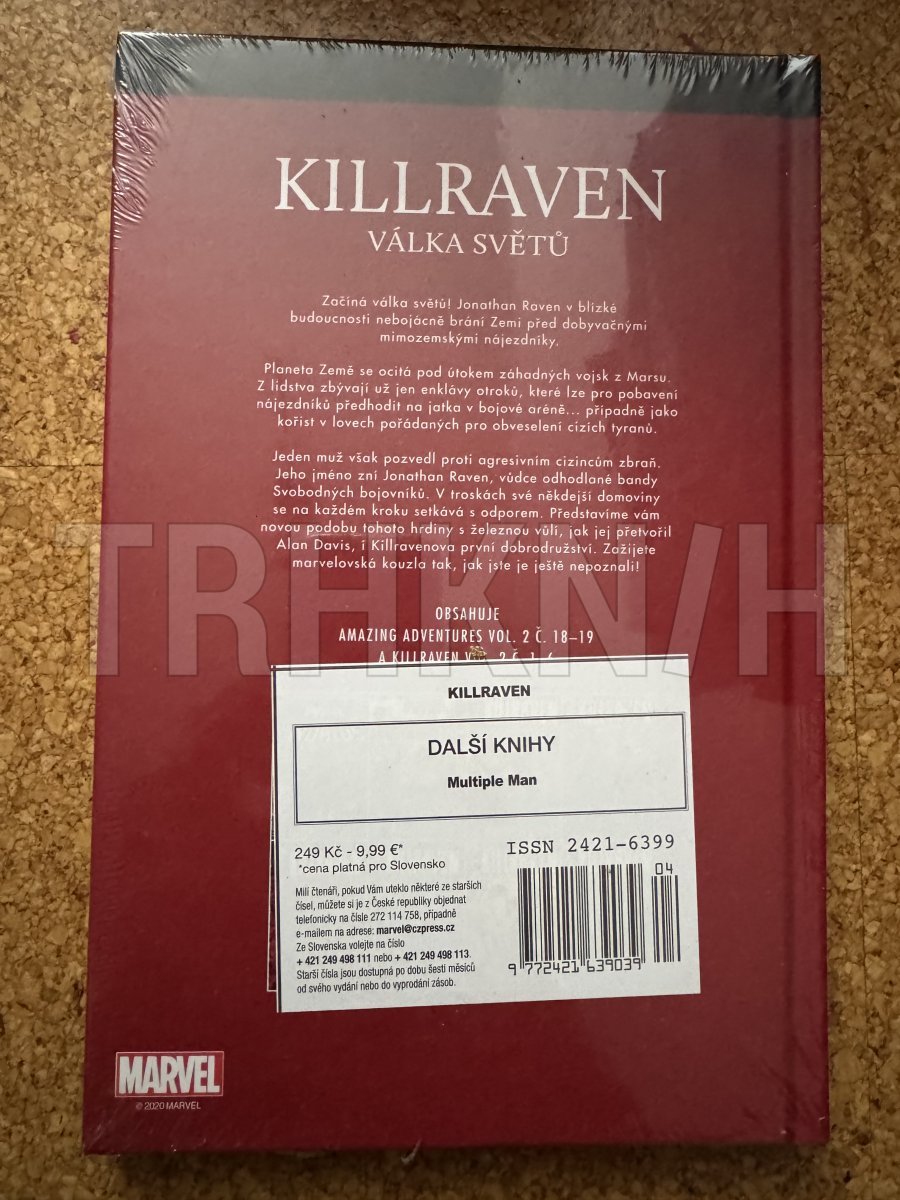 KILLRAVEN
VÁLKA SVĚTŮ
Začíná válka světů! Jonathan Raven v blízké
budoucnosti nebojácně brání Zemi před dobyvačnými
mimozemskými nájezdníky.
Planeta Země se ocitá pod útokem záhadných vojsk z Marsu.
Z lidstva zbývají už jen enklávy otroků, které lze pro pobavení
nájezdníků předhodit na jatka v bojové aréně... případně jako
kořist v lovech pořádaných pro obveselení cizích tyranů.
Jeden muž však pozvedl proti agresivním cizincům zbraň.
Jeho jméno zní Jonathan Raven, vůdce odhodlané bandy
Svobodných bojovníků. V troskách své někdejší domoviny
se na každém kroku setkává s odporem. Představíme vám
novou podobu tohoto hrdiny s železnou vůlí, jak jej přetvořil
Alan Davis, i Killravenova první dobrodružství. Zažijete
marvelovská kouzla tak, jak jste je ještě nepoznali!
TRHKN/H
OBSAHUJE
AMAZING ADVENTURES VOL. 2 Č. 18–19
A KILLRAVEN
KILLRAVEN
DALŠÍ KNIHY
Multiple Man
249 Kč - 9,99 €*
*cena platná pro Slovensko
ISSN 2421-6399
04
Milí čtenáři, pokud Vám uteklo některé ze starších
čísel, můžete si je z České republiky objednat
telefonicky na čísle 272 114 758, případně
e-mailem na adrese: marvel@czpress.cz
Ze Slovenska volejte na číslo
+ 421 249 498 111 nebo + 421 249 498 113.
Starší čísla jsou dostupná po dobu šesti měsíců
od svého vydání nebo do vyprodání zásob.
9 772421 639039
MARVEL
© 2020 MARVEL